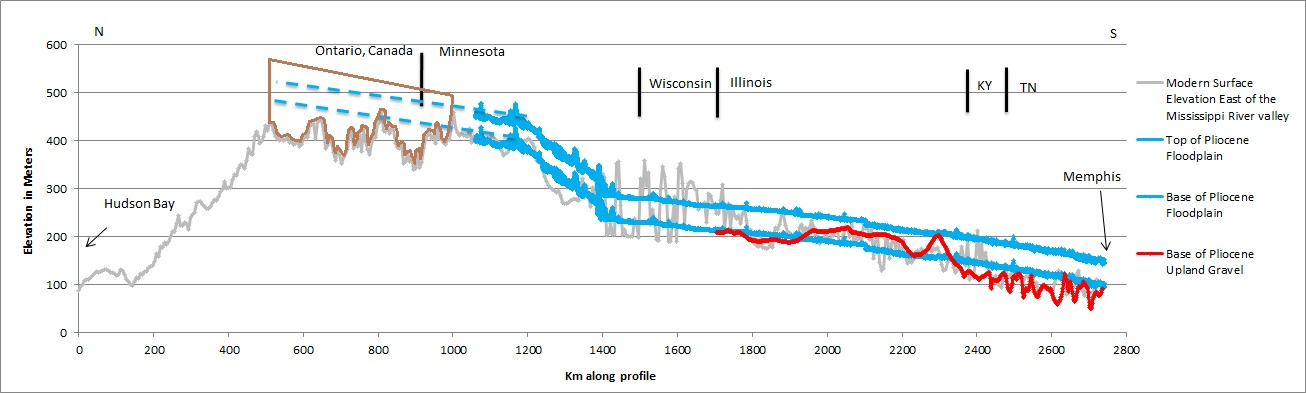 N
S
600
500
400
300
200
100
0
Elevation in Meters
Ontario, Canada
Minnesota
Wisconsin
Illinois
KY
TN
Hudson Bay
Memphis
0 200 400 600 800 1000 1200 1400 1600 1800 2000 2200 2400 2600 2800
Km along profile
Modern Surface
Elevation East of the
Mississippi River valley
Top of Pliocene
Floodplain
Base of Pliocene
Floodplain
Base of Pliocene
Upland Gravel